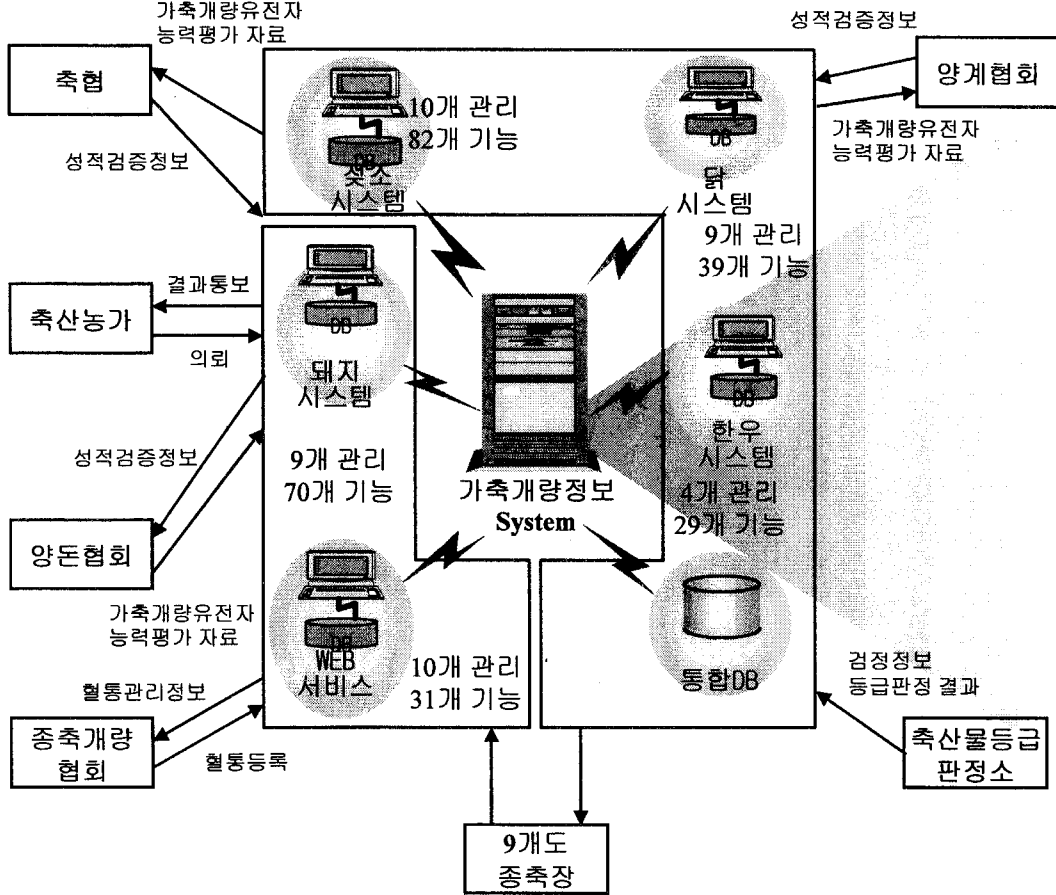 가축개량유전자
능력평가 자료
성적검증정보
축협
양계협회
10개 관리
82개 기능
DB
젖소
시스템
DB
닭
시스템
가축개량유전자
능력평가 자료
성적검증정보
9개 관리
39개 기능
결과통보
축산농가
의뢰
DB
돼지
시스템
DB
한우
시스템
성적검증정보
9개 관리
70개 기능
가축개량정보
System
4개 관리
29개 기능
양돈협회
가축개량유전자
능력평가 자료
DB
WEB
서비스
10개 관리
31개 기능
통합DB
검정정보
등급판정 결과
혈통관리정보
종축개량
협회
혈통등록
축산물등급
판정소
9개도
종축장